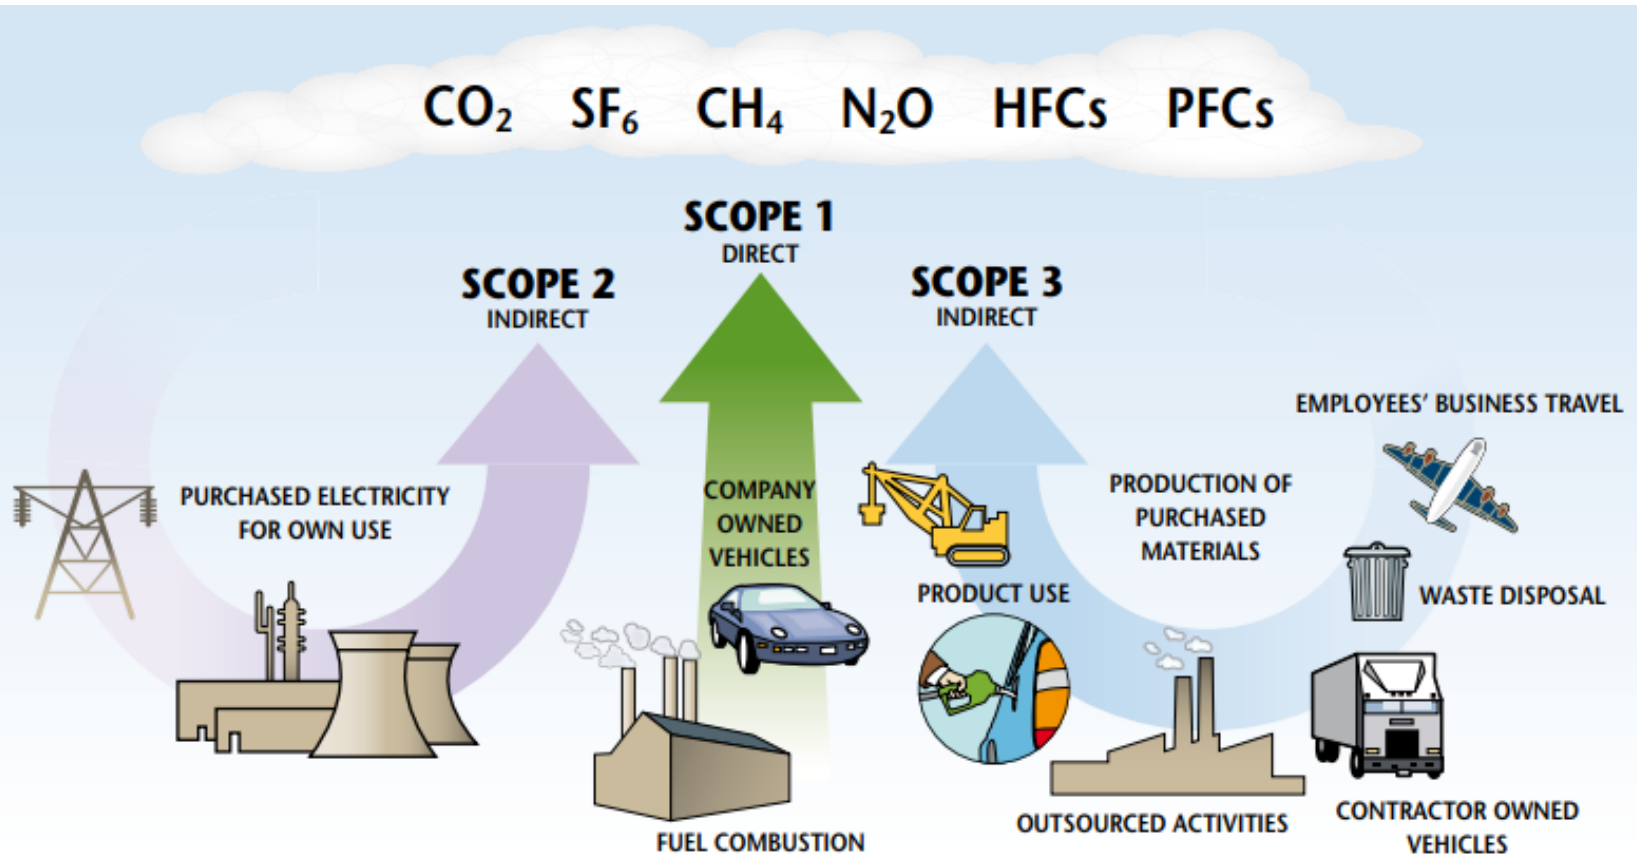 CO₂ SF₆ CH₄ N₂O HFCs PFCs
SCOPE 1
DIRECT
SCOPE 2
INDIRECT
SCOPE 3
INDIRECT
EMPLOYEES’ BUSINESS TRAVEL
PURCHASED ELECTRICITY
FOR OWN USE
COMPANY
OWNED
VEHICLES
PRODUCTION OF
PURCHASED
MATERIALS
PRODUCT USE
WASTE DISPOSAL
FUEL COMBUSTION
OUTSOURCED ACTIVITIES
CONTRACTOR OWNED
VEHICLES